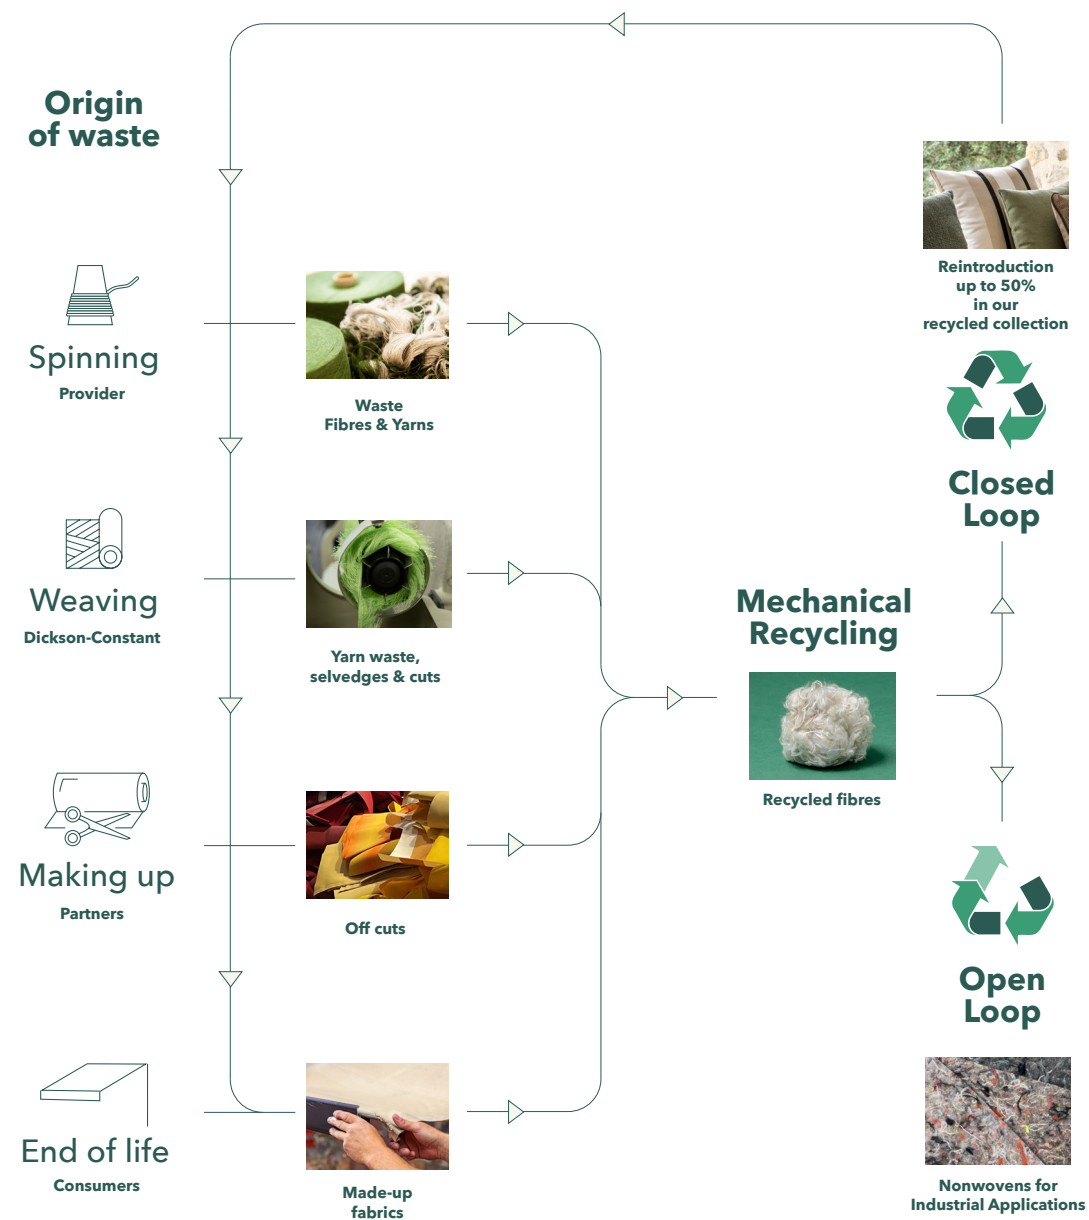 Origin
of waste
Spinning
Provider
Waste
Fibres & Yarns
Weaving
Dickson-Constant
Yarn waste,
selvedges & cuts
Making up
Partners
Off cuts
End of life
Consumers
Made-up
fabrics
Mechanical
Recycling
Recycled fibres
Reintroduction
up to 50%
in our
recycled collection
Closed
Loop
Open
Loop
Nonwovens for
Industrial Applications